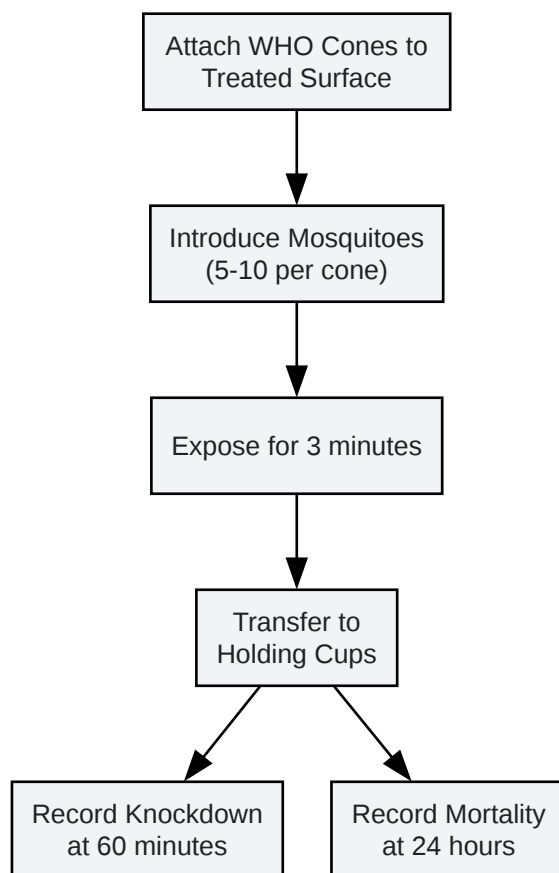 Attach WHO Cones to
Treated Surface
Introduce Mosquitoes
(5-10 per cone)
Expose for 3 minutes
Transfer to
Holding Cups
Record Knockdown
at 60 minutes
Record Mortality
at 24 hours